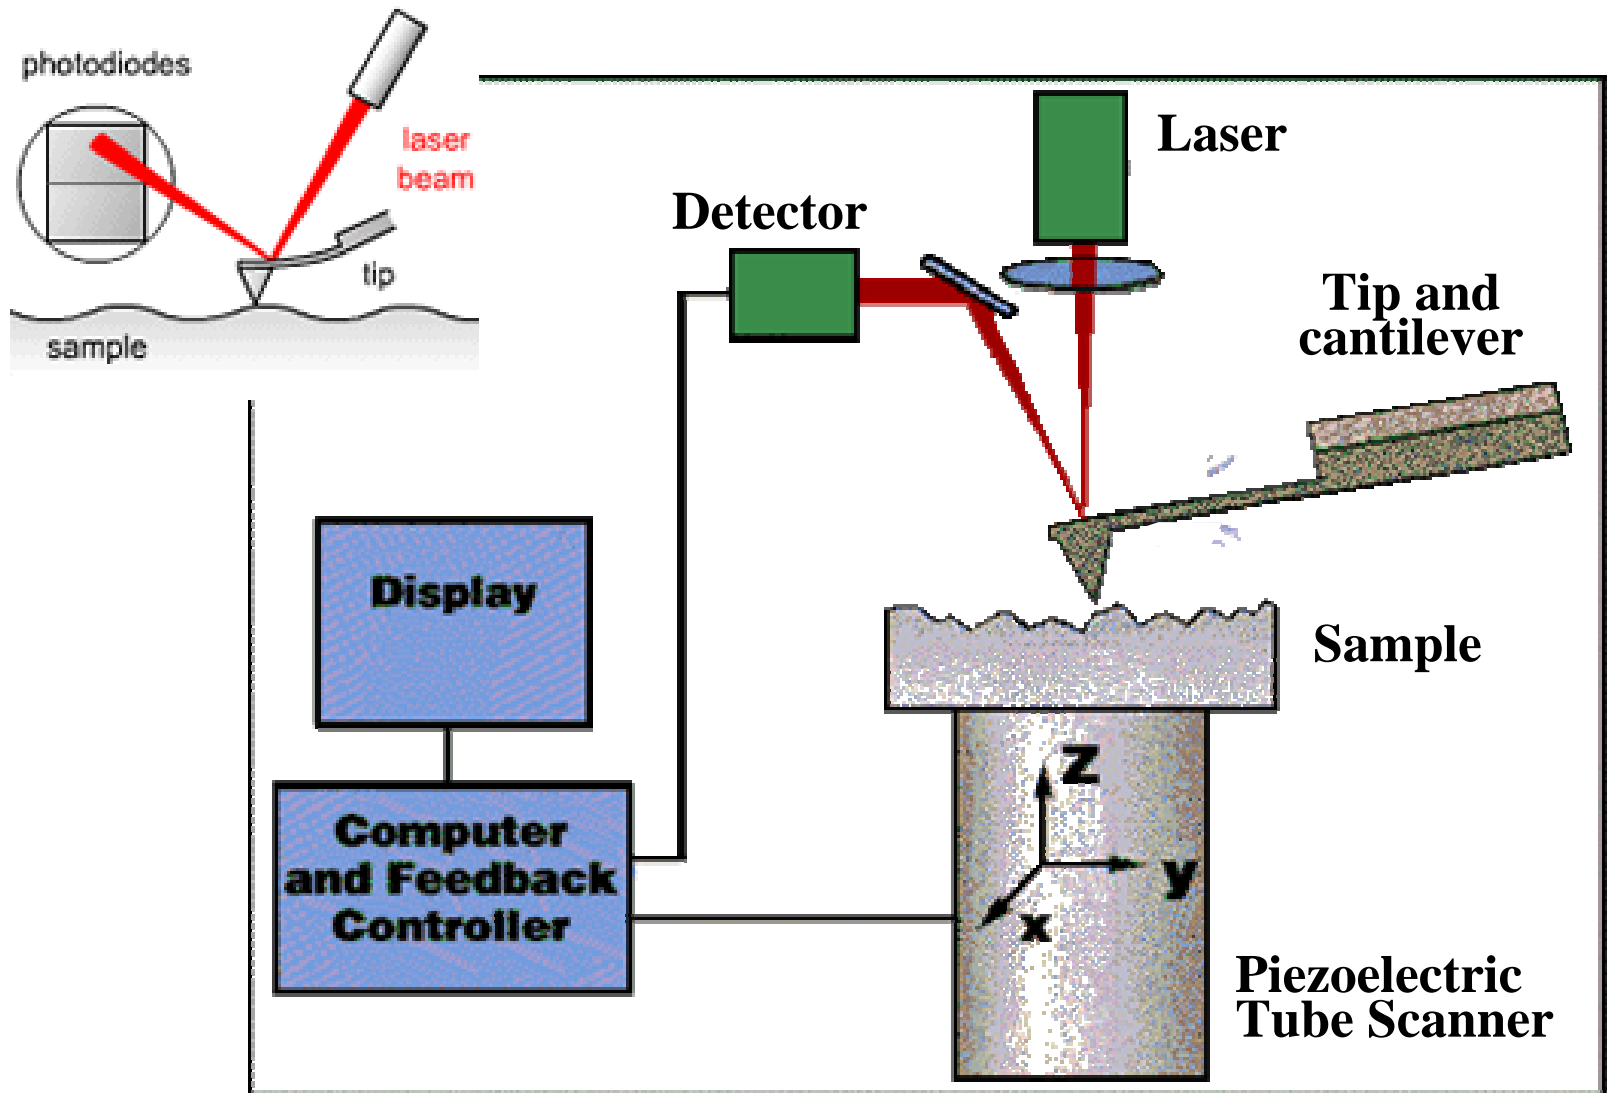 photodiodes
laser
beam
tip
sample
Laser
Detector
Tip and
cantilever
Display
Sample
Computer
and Feedback
Controller
z
y
x
Piezoelectric
Tube Scanner